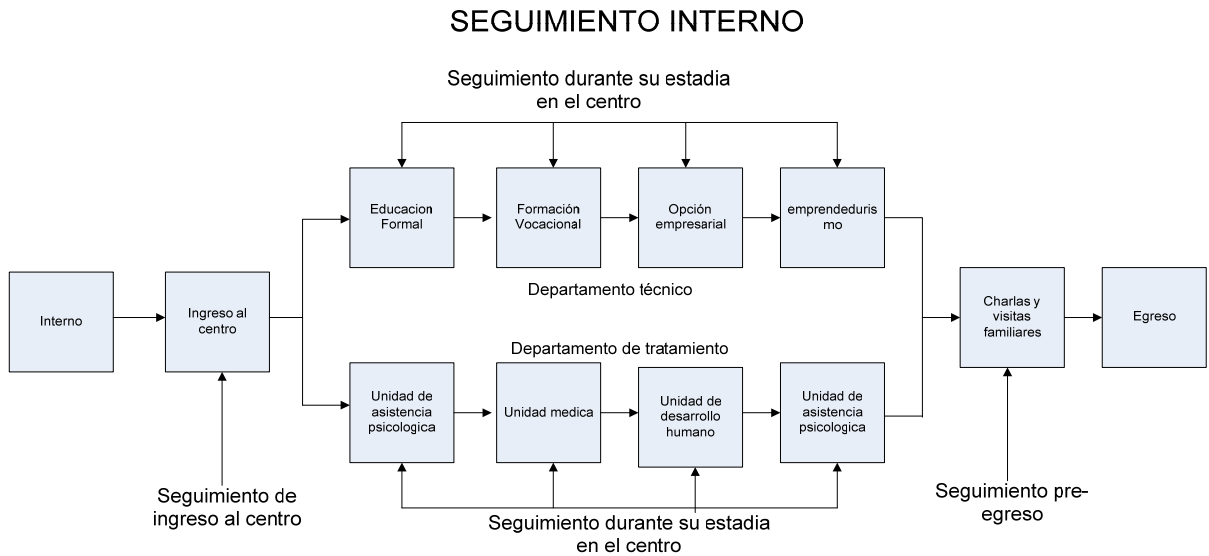 SEGUIMIENTO INTERNO
Seguimiento durante su estadia
en el centro
Educacion
Formal
Formación
Vocacional
Opción
empresarial
emprendeduris
mo
Departamento técnico
Interno
Ingreso al
centro
Charlas y
visitas
familiares
Egreso
Departamento de tratamiento
Unidad de
asistencia
psicologica
Unidad medica
Unidad de
desarrollo
humano
Unidad de
asistencia
psicologica
Seguimiento de
ingreso al centro
Seguimiento durante su estadia
en el centro
Seguimiento pre-
egreso